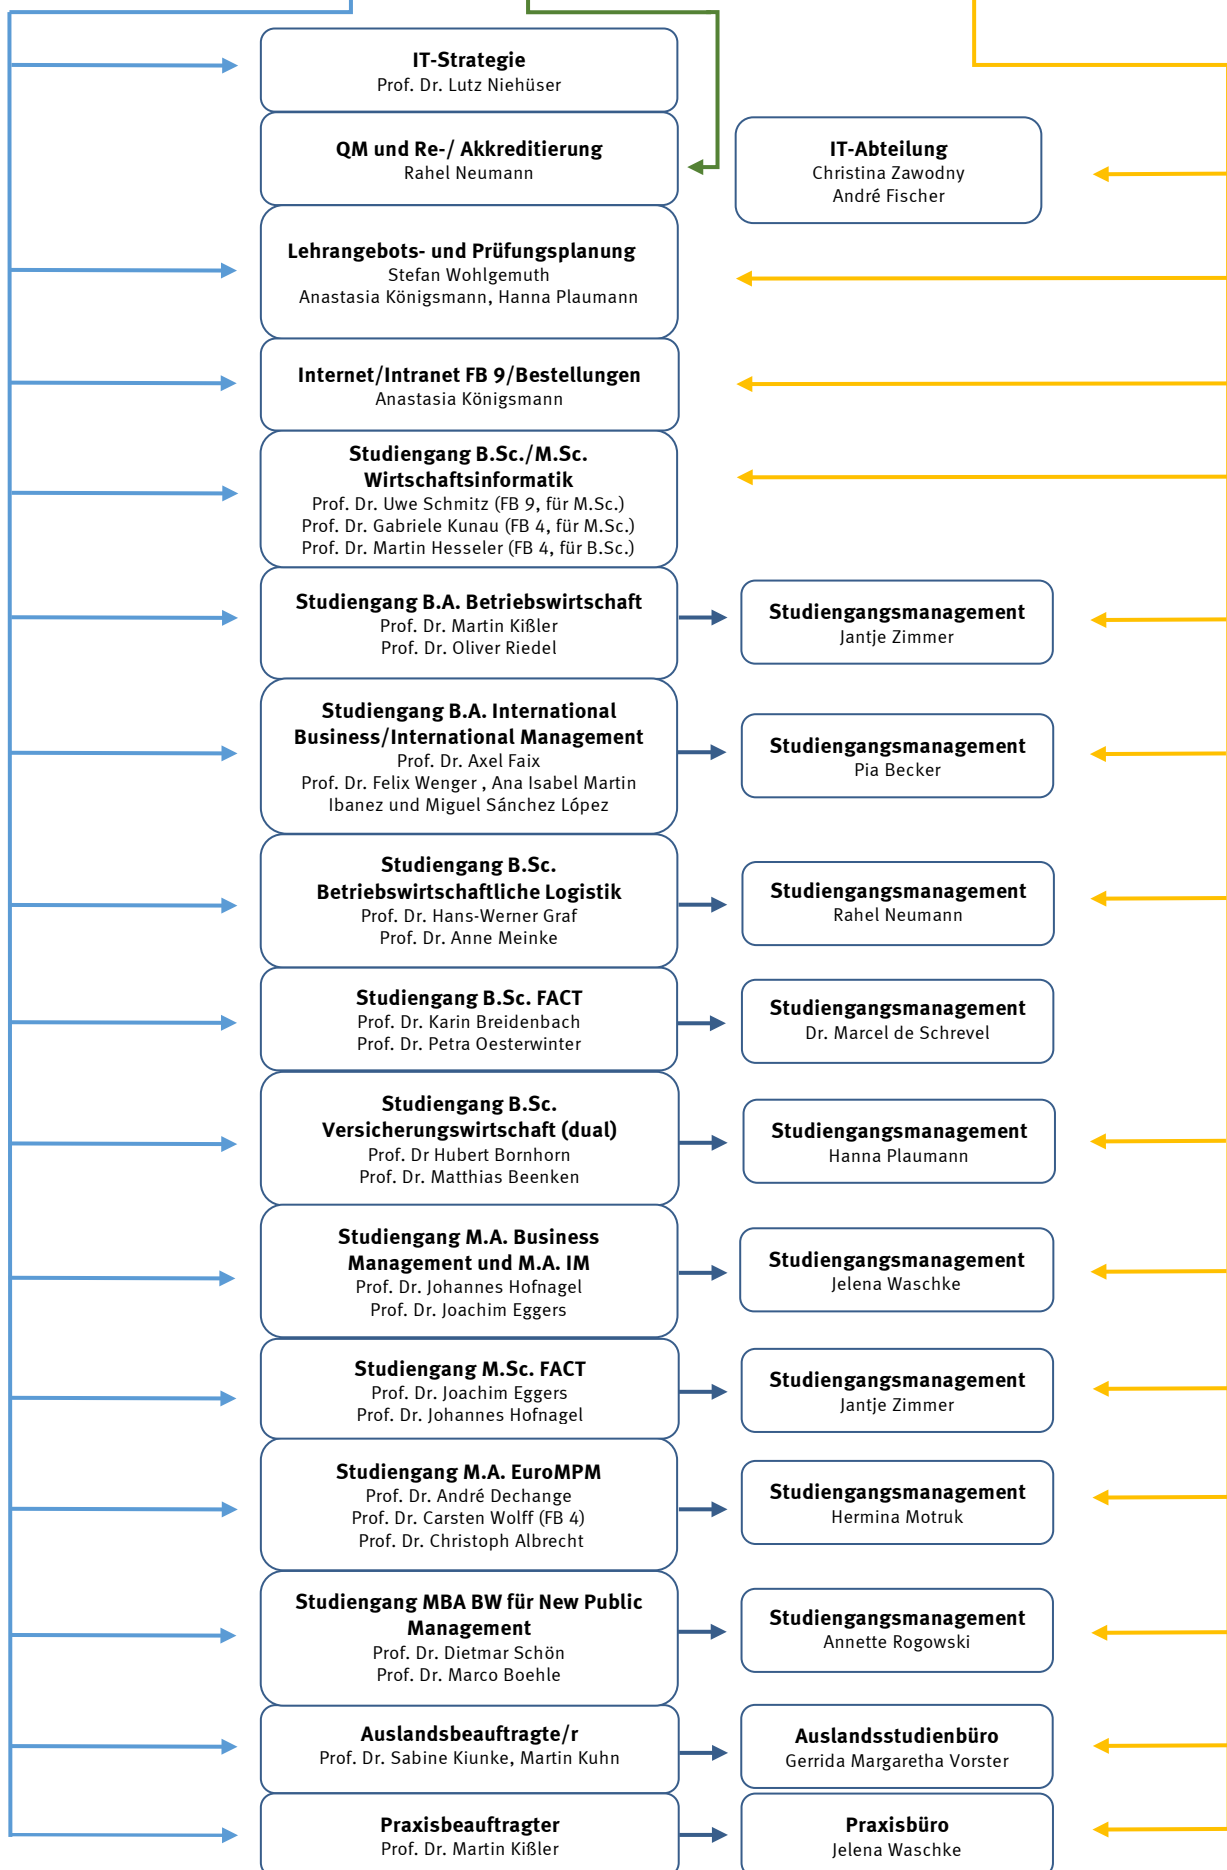 IT-Strategie
Prof. Dr. Lutz Niehüser
QM und Re-/ Akkreditierung
Rahel Neumann
IT-Abteilung
Christina Zawodny
André Fischer
Lehrangebots- und Prüfungsplanung
Stefan Wohlgemuth
Anastasia Königsmann, Hanna Plaumann
Internet/Intranet FB 9/Bestellungen
Anastasia Königsmann
Studiengang B.Sc./M.Sc.
Wirtschaftsinformatik
Prof. Dr. Uwe Schmitz (FB 9, für M.Sc.)
Prof. Dr. Gabriele Kunau (FB 4, für M.Sc.)
Prof. Dr. Martin Hesseler (FB 4, für B.Sc.)
Studiengang B.A. Betriebswirtschaft
Prof. Dr. Martin Kißler
Prof. Dr. Oliver Riedel
Studiengangsmanagement
Jantje Zimmer
Studiengang B.A. International
Business/International Management
Prof. Dr. Axel Faix
Prof. Dr. Felix Wenger , Ana Isabel Martin
Ibanez und Miguel Sánchez López
Studiengangsmanagement
Pia Becker
Studiengang B.Sc.
Betriebswirtschaftliche Logistik
Prof. Dr. Hans-Werner Graf
Prof. Dr. Anne Meinke
Studiengangsmanagement
Rahel Neumann
Studiengang B.Sc. FACT
Prof. Dr. Karin Breidenbach
Prof. Dr. Petra Oesterwinter
Studiengangsmanagement
Dr. Marcel de Schrevel
Studiengang B.Sc.
Versicherungswirtschaft (dual)
Prof. Dr Hubert Bornhorn
Prof. Dr. Matthias Beenken
Studiengangsmanagement
Hanna Plaumann
Studiengang M.A. Business
Management und M.A. IM
Prof. Dr. Johannes Hofnagel
Prof. Dr. Joachim Eggers
Studiengangsmanagement
Jelena Waschke
Studiengang M.Sc. FACT
Prof. Dr. Joachim Eggers
Prof. Dr. Johannes Hofnagel
Studiengangsmanagement
Jantje Zimmer
Studiengang M.A. EuroMPM
Prof. Dr. André Dechange
Prof. Dr. Carsten Wolff (FB 4)
Prof. Dr. Christoph Albrecht
Studiengangsmanagement
Hermina Motruk
Studiengang MBA BW für New Public
Management
Prof. Dr. Dietmar Schön
Prof. Dr. Marco Boehle
Studiengangsmanagement
Annette Rogowski
Auslandsbeauftragte/r
Prof. Dr. Sabine Kiunke, Martin Kuhn
Auslandsstudienbüro
Gerrida Margaretha Vorster
Praxisbeauftragter
Prof. Dr. Martin Kißler
Praxisbüro
Jelena Waschke